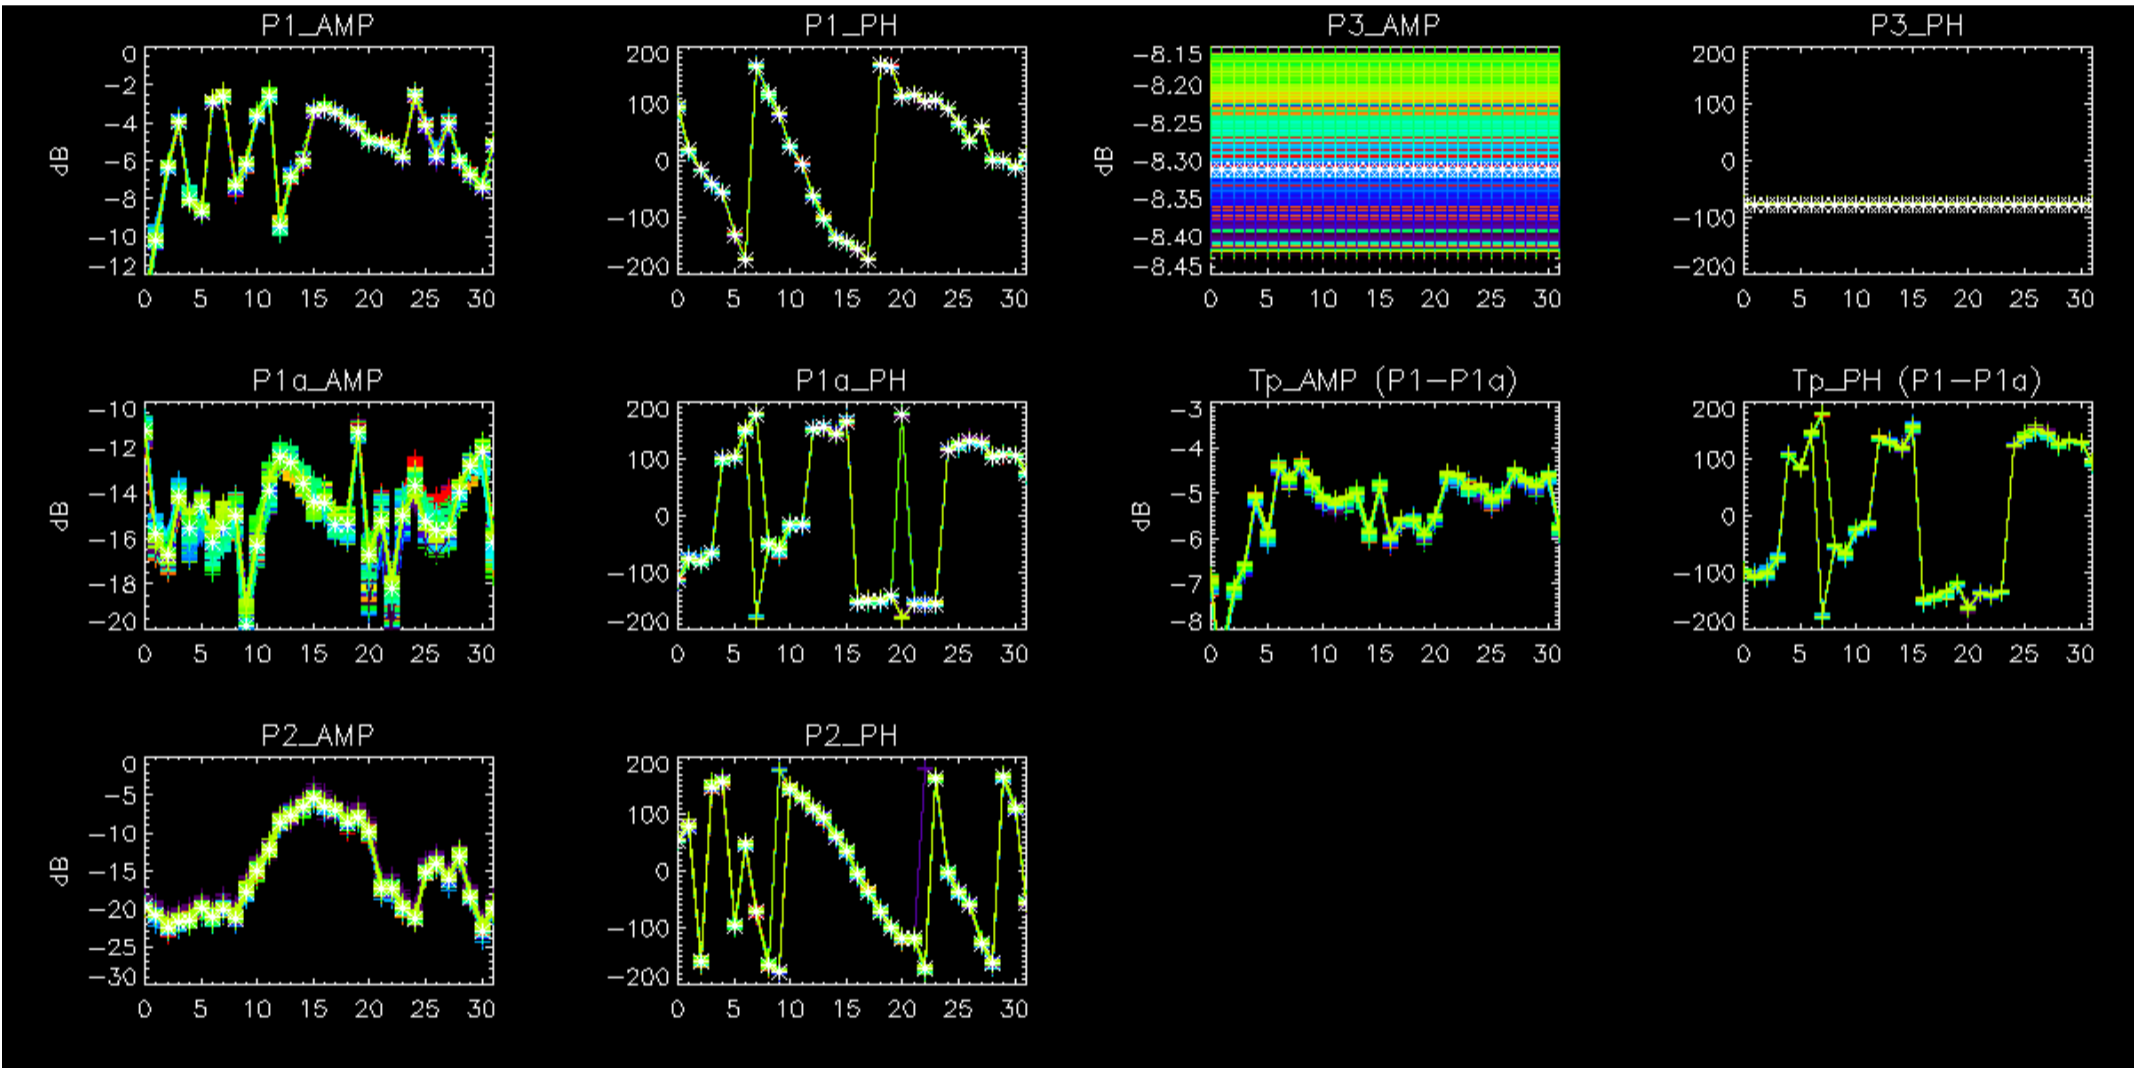 P1_AMP
0
-2
-4
-6
-8
-10
-12
dB
0 5 10 15 20 25 30
P1_PH
200
100
0
-100
-200
0 5 10 15 20 25 30
P3_AMP
-8.15
-8.20
-8.25
-8.30
-8.35
-8.40
-8.45
dB
0 5 10 15 20 25 30
P3_PH
200
100
0
-100
-200
0 5 10 15 20 25 30
P1a_AMP
-10
-12
-14
-16
-18
-20
dB
0 5 10 15 20 25 30
P1a_PH
200
100
0
-100
-200
0 5 10 15 20 25 30
Tp_AMP (P1-P1a)
-3
-4
-5
-6
-7
-8
dB
0 5 10 15 20 25 30
Tp_PH (P1-P1a)
200
100
0
-100
-200
0 5 10 15 20 25 30
P2_AMP
0
-5
-10
-15
-20
-25
-30
dB
0 5 10 15 20 25 30
P2_PH
200
100
0
-100
-200
0 5 10 15 20 25 30